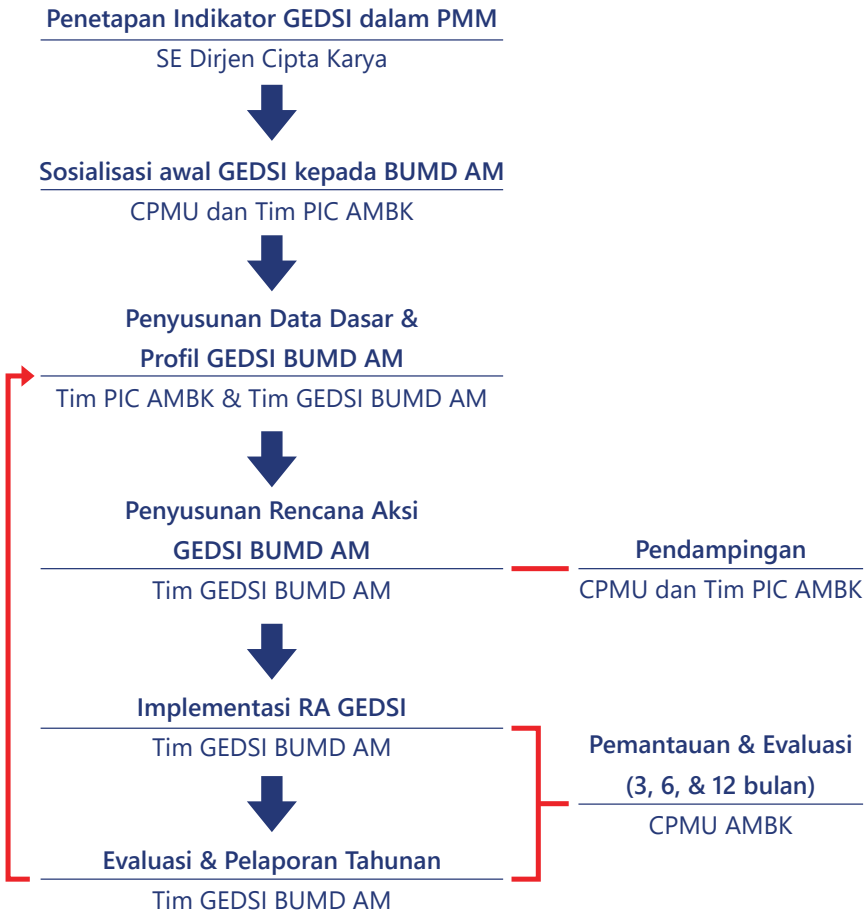 Penetapan Indikator GEDSI dalam PMM
SE Dirjen Cipta Karya
Sosialisasi awal GEDSI kepada BUMD AM
CPMU dan Tim PIC AMBK
Penyusunan Data Dasar &
Profil GEDSI BUMD AM
Tim PIC AMBK & Tim GEDSI BUMD AM
Penyusunan Rencana Aksi
GEDSI BUMD AM
Tim GEDSI BUMD AM
Pendampingan
CPMU dan Tim PIC AMBK
Implementasi RA GEDSI
Tim GEDSI BUMD AM
Pemantauan & Evaluasi
(3, 6, & 12 bulan)
CPMU AMBK
Evaluasi & Pelaporan Tahunan
Tim GEDSI BUMD AM